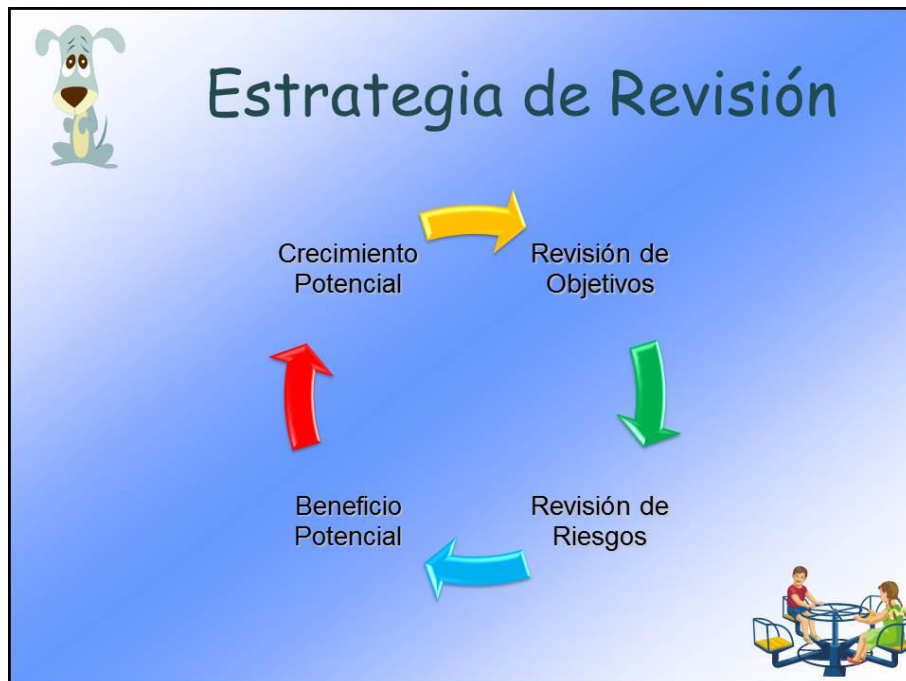 Estrategia de Revisión
Crecimiento
Potencial
Revisión de
Objetivos
Beneficio
Potencial
Revisión de
Riesgos